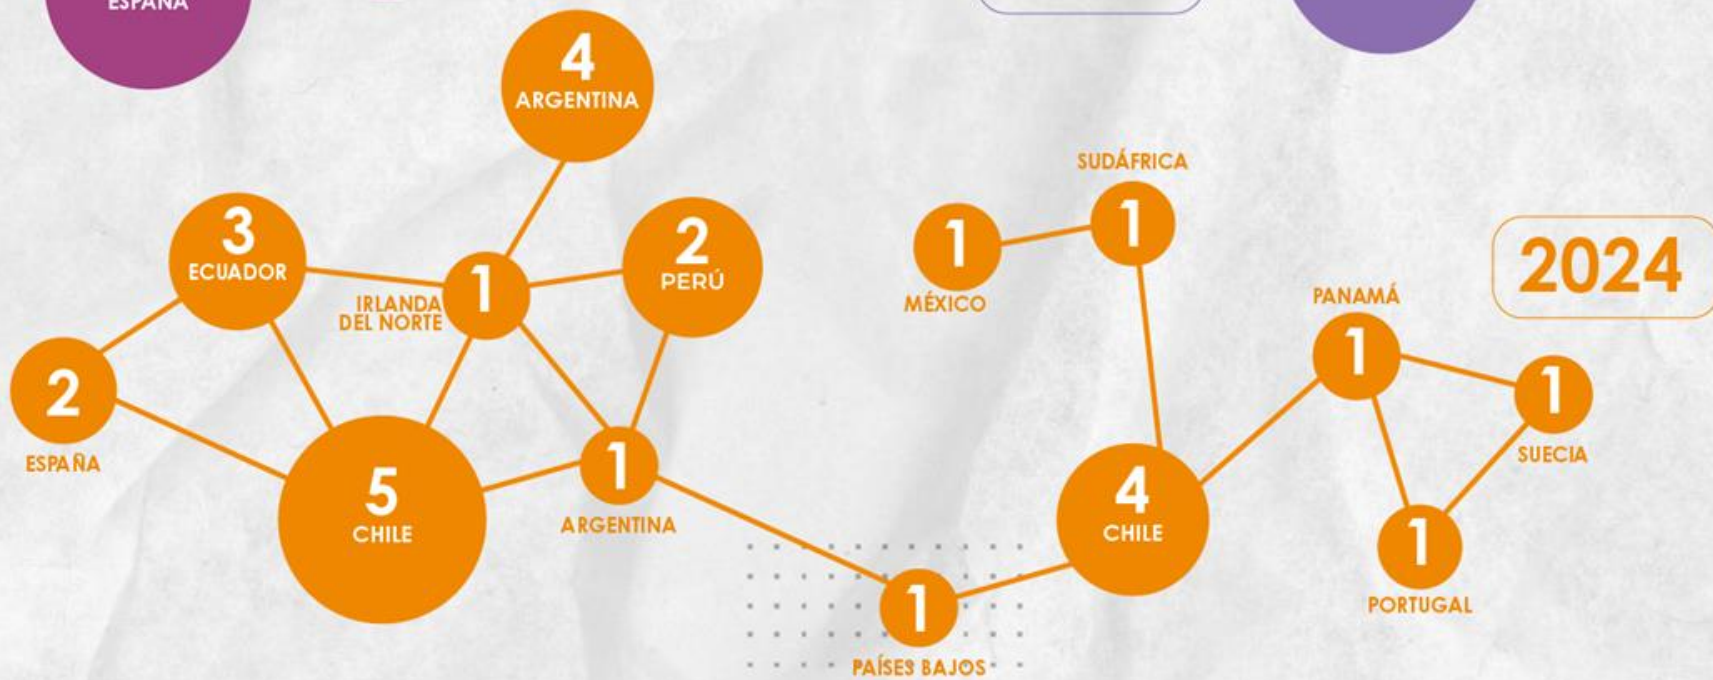 ESPAÑA
4
ARGENTINA
3
ECUADOR
1
IRLANDA
DEL NORTE
2
PERÚ
2
ESPAÑA
5
CHILE
1
ARGENTINA
1
PAÍSES BAJOS
1
MÉXICO
SUDÁFRICA
1
4
CHILE
PANAMÁ
1
1
SUECIA
1
PORTUGAL
2024